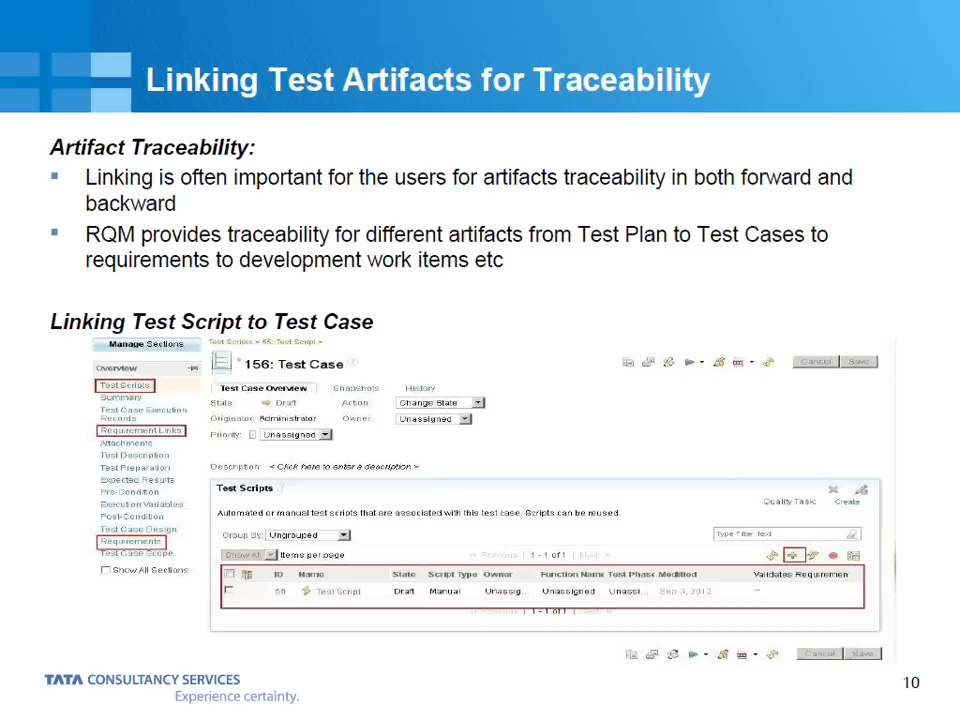 Linking Test Artifacts for Traceability
Artifact Traceability:
Linking is often important for the users for artifacts traceability in both forward and
backward
RQM provides traceability for different artifacts from Test Plan to Test Cases to
requirements to development work items etc
Linking Test Script to Test Case
Manage Sections
Test Scripts > 55: Test Script >
Overview
* 156: Test Case
Cancel Save
Test Scripts
Summary
Test Case Execution
Records
Requirement Links
Attachments
Test Description
Test Preparation
Expected Results
Pre-Condition
Execution Variables
Post-Condition
Test Case Design
Requirements
Test Case Scope
Show All Sections
Test Case Overview Snapshots History
State: Draft Action: Change State
Originator: Administrator Owner: Unassigned
Priority: Unassigned
Description: < Click here to enter a description >
Test Scripts
Quality Task: Create
Automated or manual test scripts that are associated with this test case. Scripts can be reused.
Group By: Ungrouped Type Filter Text
Show All Items per page Previous | 1 - 1 of 1 | Next
ID Name State Script Type Owner Function Name Test Phase Modified Validates Requiremen
Test Script Draft Manual Unassig... Unassigned Unassi... Sep 3, 2012 --
Previous | 1 - 1 of 1 | Next
Cancel Save
TATA CONSULTANCY SERVICES
Experience certainty.
10